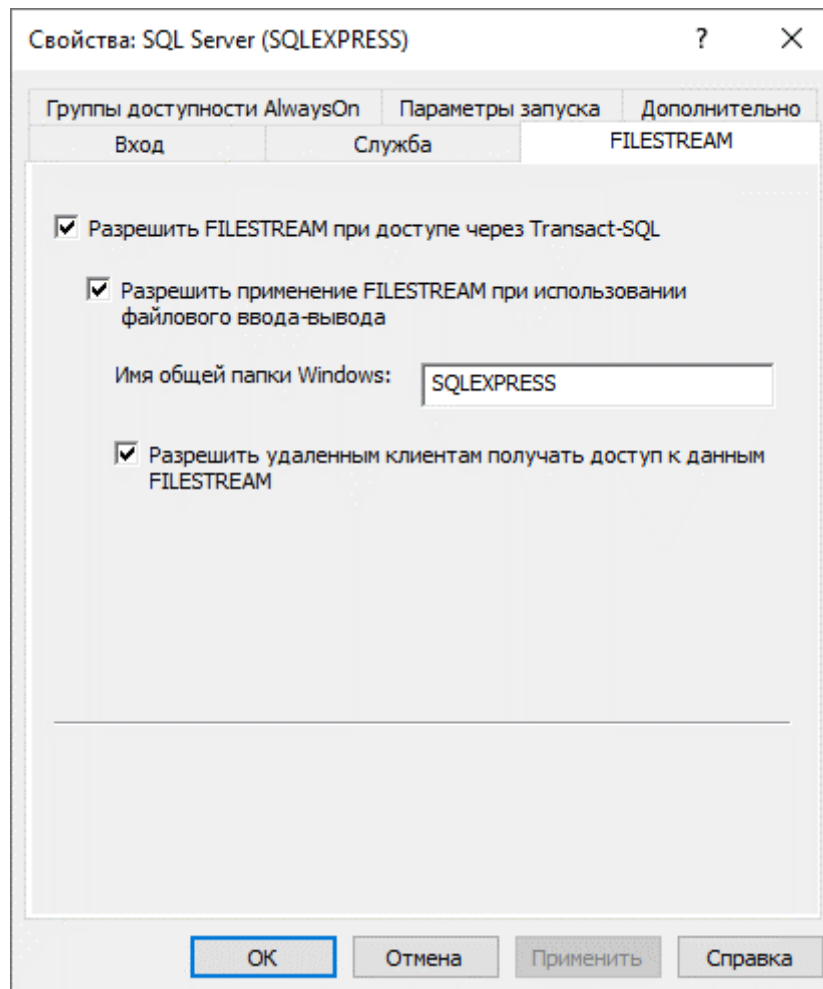 Свойства: SQL Server (SQLEXPRESS)
Группы доступности AlwaysOn
Параметры запуска
Дополнительно
Вход
Служба
FILESTREAM
Разрешить FILESTREAM при доступе через Transact-SQL
Разрешить применение FILESTREAM при использовании
файлового ввода-вывода
Имя общей папки Windows:
SQLEXPRESS
Разрешить удаленным клиентам получать доступ к данным
FILESTREAM
ОК
Отмена
Применить
Справка